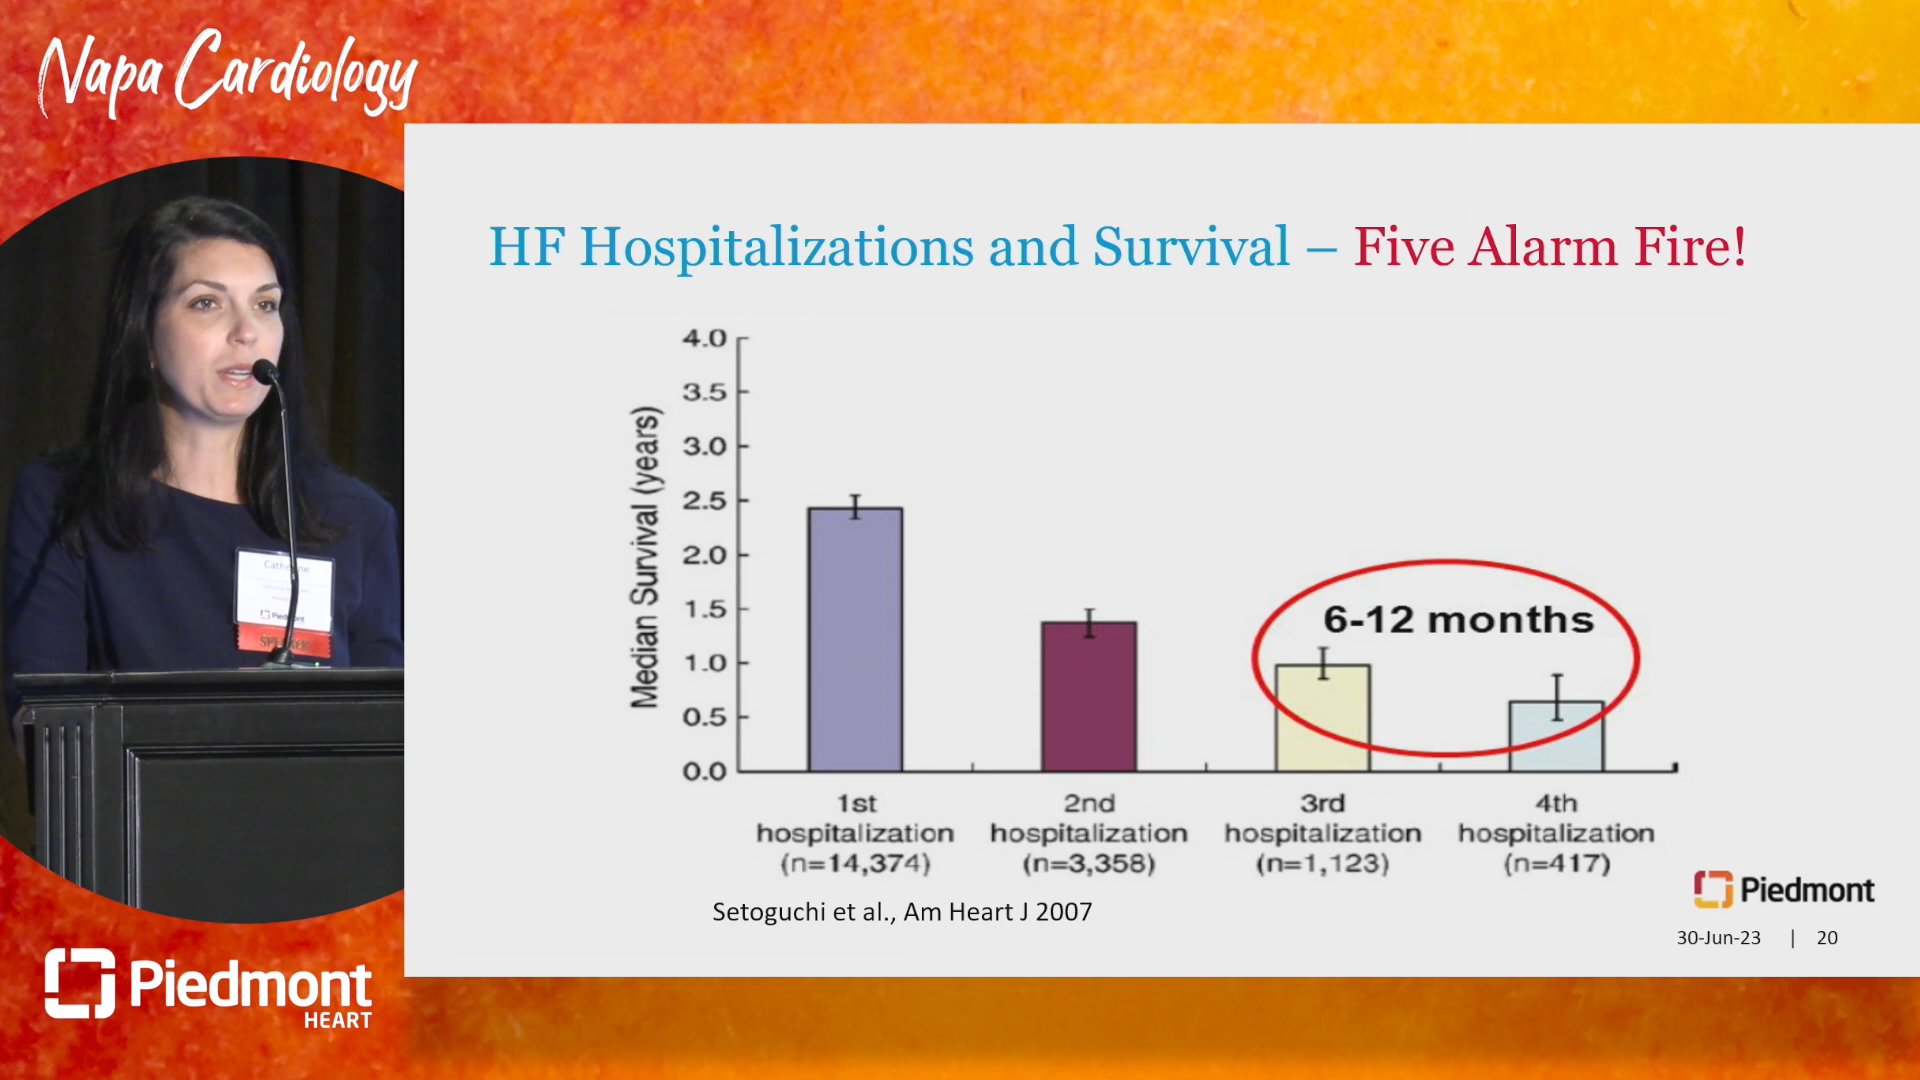 Napa Cardiology
HF Hospitalizations and Survival – Five Alarm Fire!
Median Survival (years)
4.0
3.5
3.0
2.5
2.0
1.5
1.0
0.5
0.0
6-12 months
1st
hospitalization
(n=14,374)
2nd
hospitalization
(n=3,358)
3rd
hospitalization
(n=1,123)
4th
hospitalization
(n=417)
Setoguchi et al., Am Heart J 2007
Piedmont
30-Jun-23 | 20
Piedmont
HEART